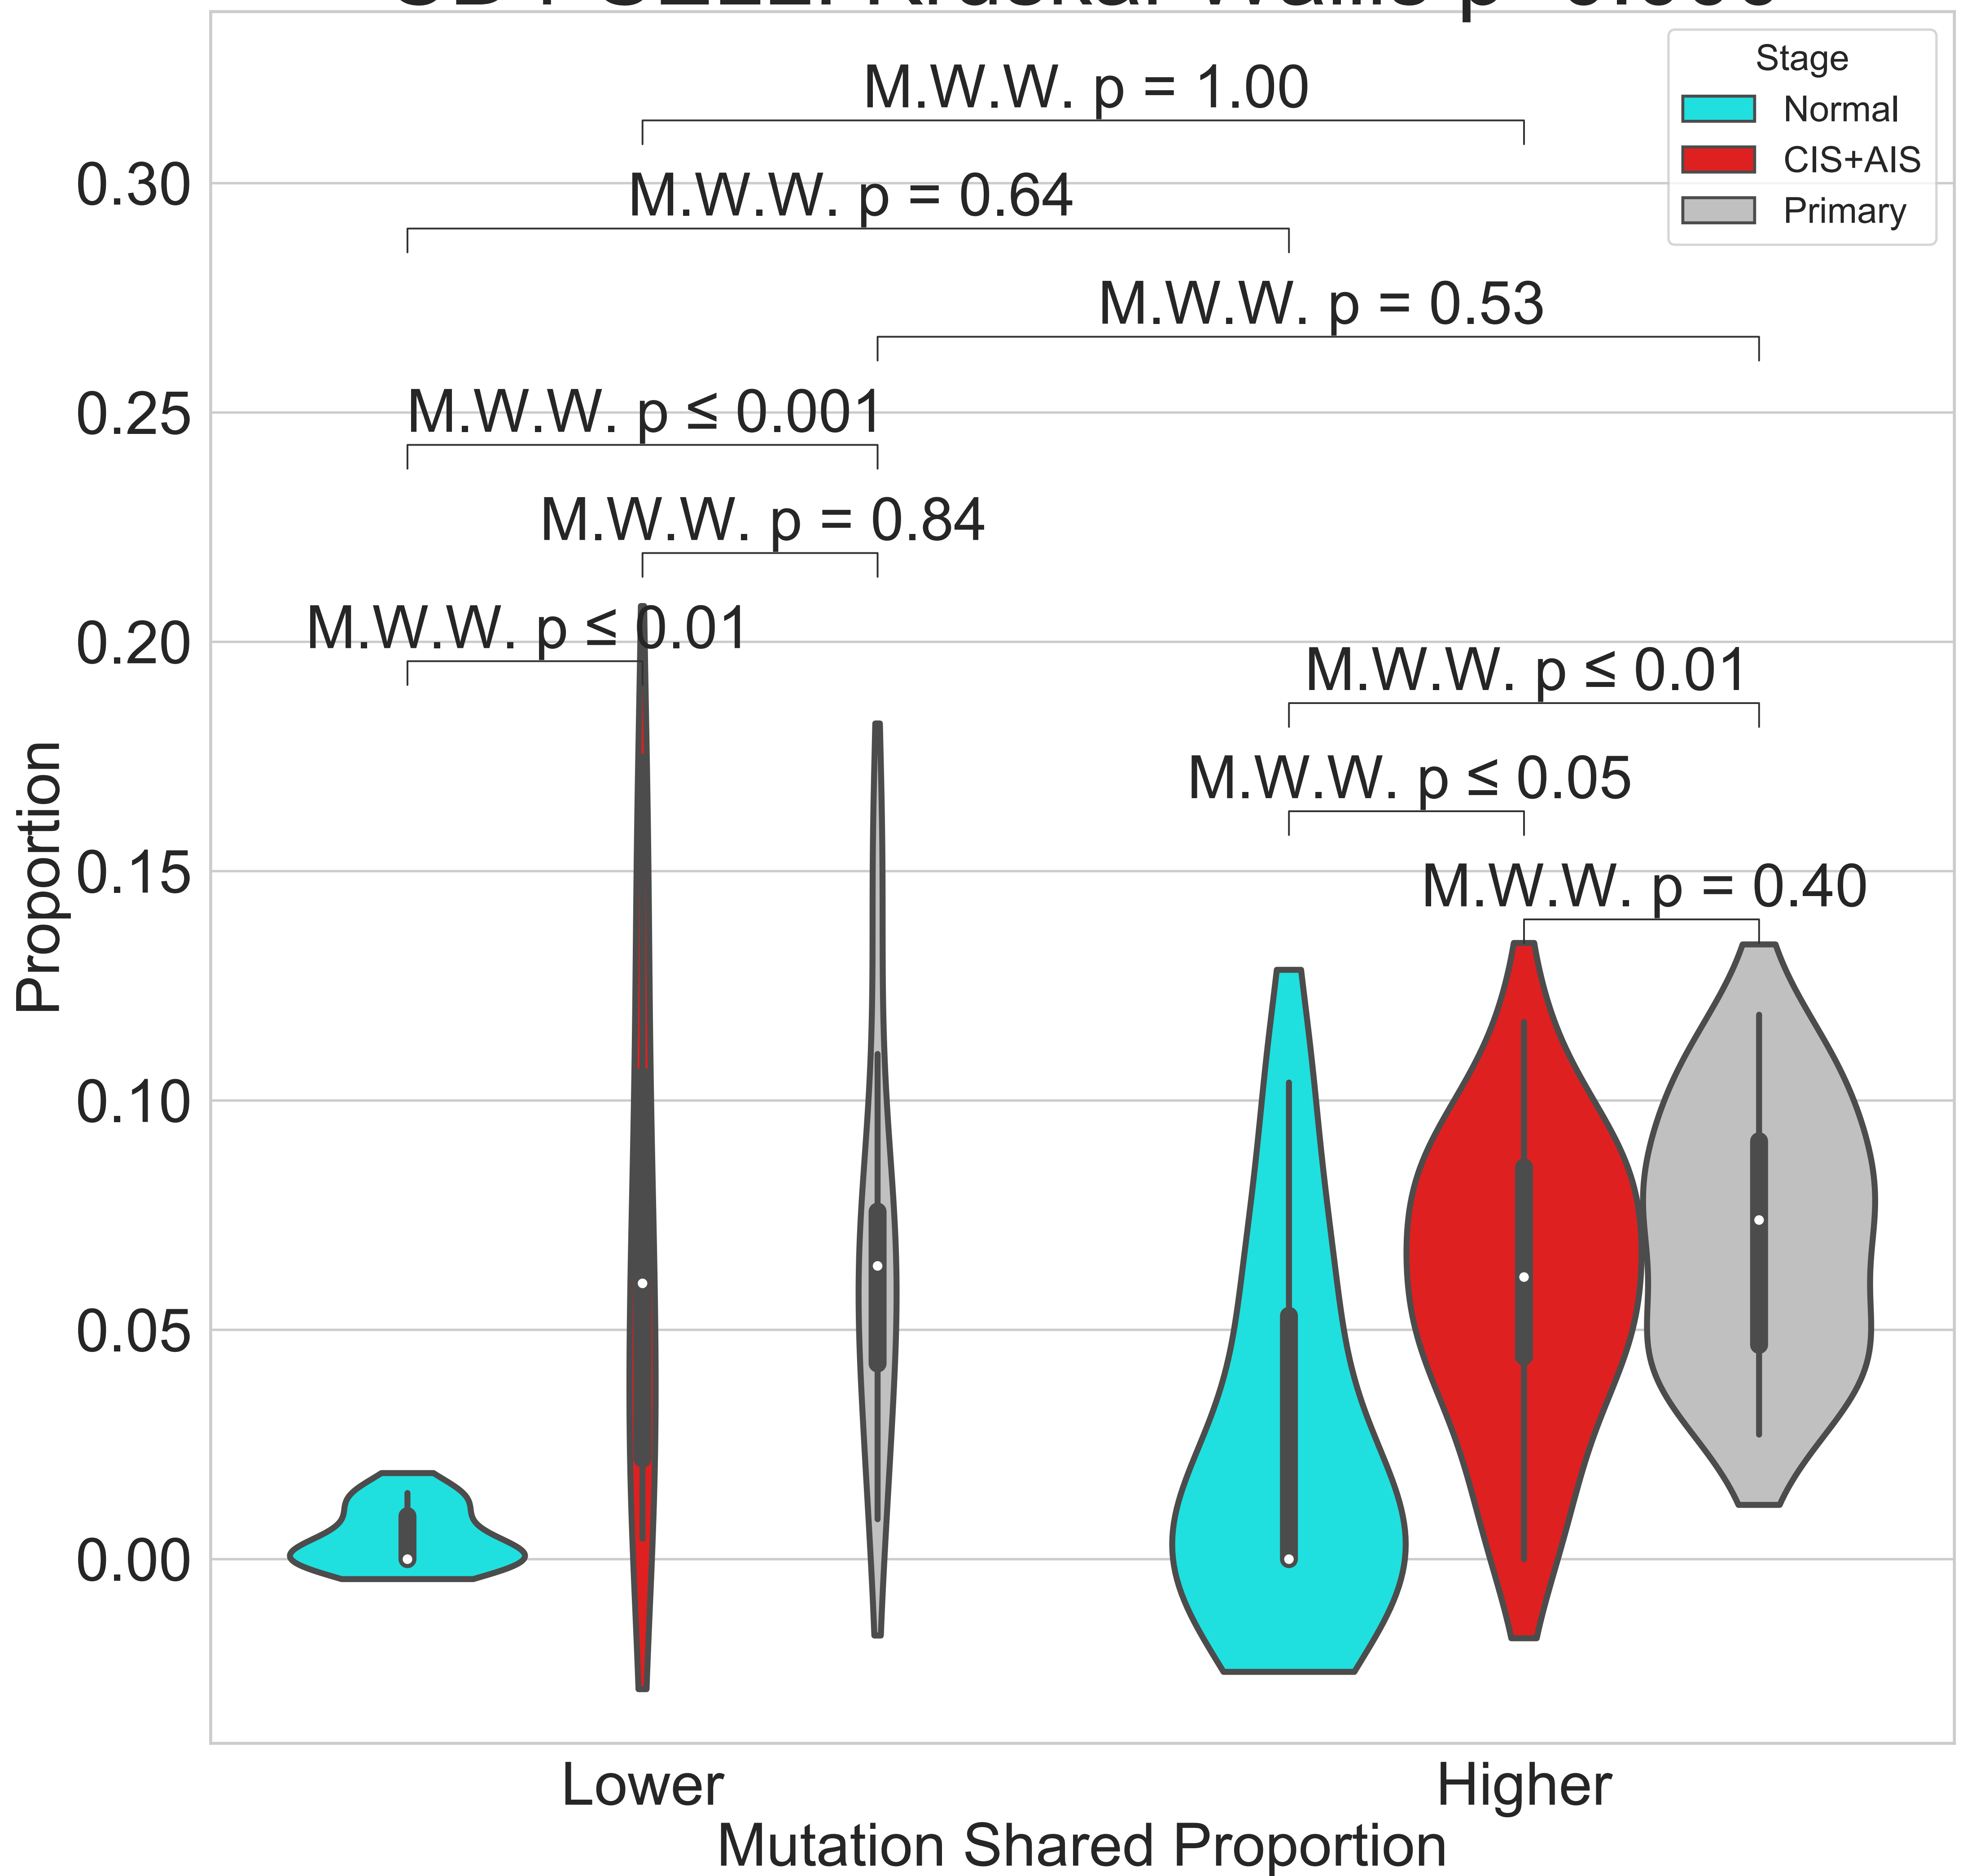 Stage
Normal
CIS+AIS
Primary
M.W.W. p = 1.00
M.W.W. p = 0.64
M.W.W. p = 0.53
M.W.W. p ≤ 0.001
M.W.W. p = 0.84
M.W.W. p ≤ 0.01
M.W.W. p ≤ 0.01
M.W.W. p ≤ 0.05
M.W.W. p = 0.40
0.30
0.25
0.20
0.15
0.10
0.05
0.00
Proportion
Lower
Higher
Mutation Shared Proportion